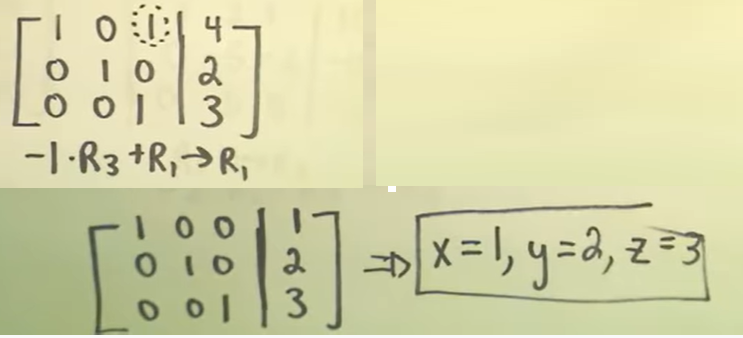 1 0 1 | 4
0 1 0 | 2
0 0 1 | 3
-1·R₃+R₁→R₁
1 0 0 | 1
0 1 0 | 2
0 0 1 | 3
⇒ x=1, y=2, z=3